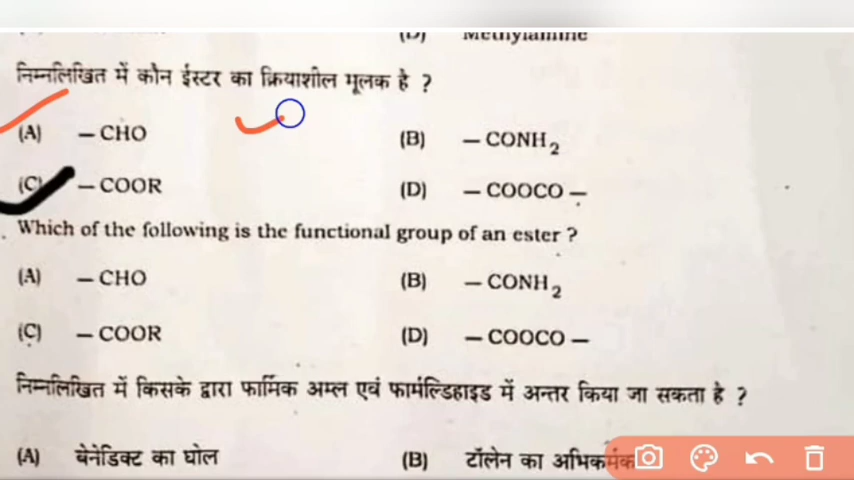 (D) Methylamine
निम्नलिखित में कौन ईस्टर का क्रियाशील मूलक है ?
(A) – CHO (B) – CONH₂
(C) – COOR (D) – COOCO –
Which of the following is the functional group of an ester ?
(A) – CHO (B) – CONH₂
(C) – COOR (D) – COOCO –
निम्नलिखित में किसके द्वारा फार्मिक अम्ल एवं फार्मल्डिहाइड में अन्तर किया जा सकता है ?
(A) बेनेडिक्ट का घोल (B) टॉलेन का अभिकर्मक